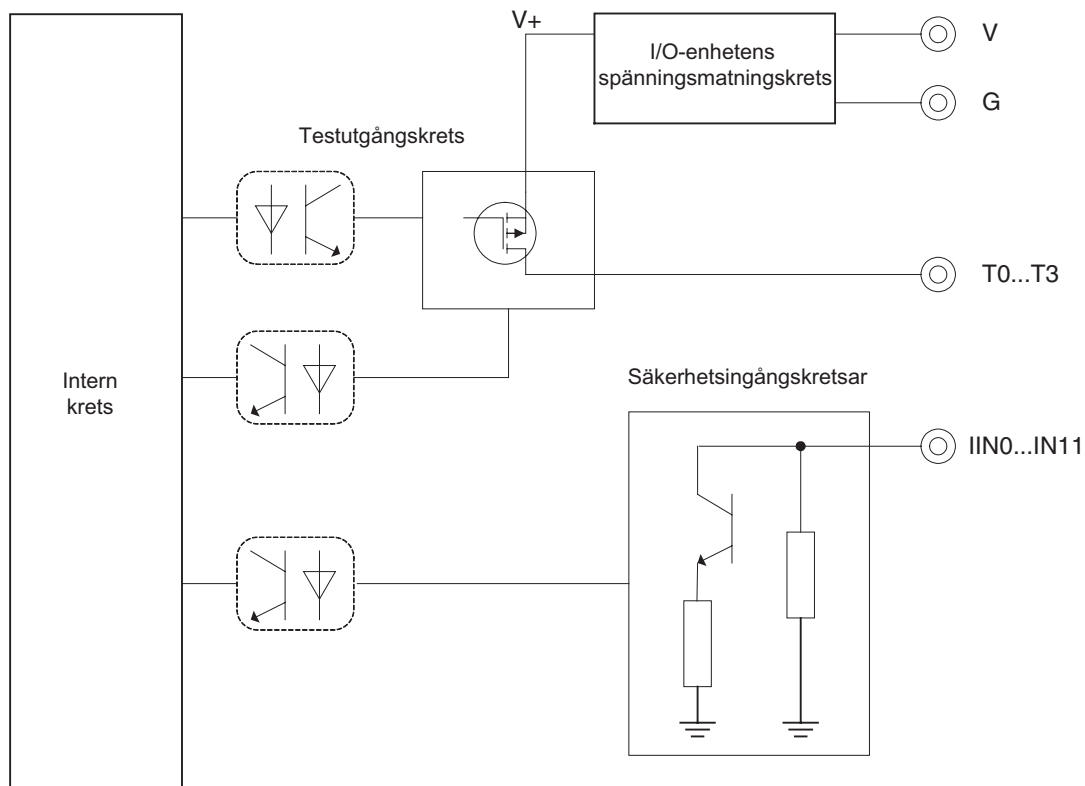 V+
I/O-enhetens
spänningsmatningskrets
V
G
Testutgångskrets
T0...T3
Intern
krets
Säkerhetsingångskretsar
IIN0...IN11